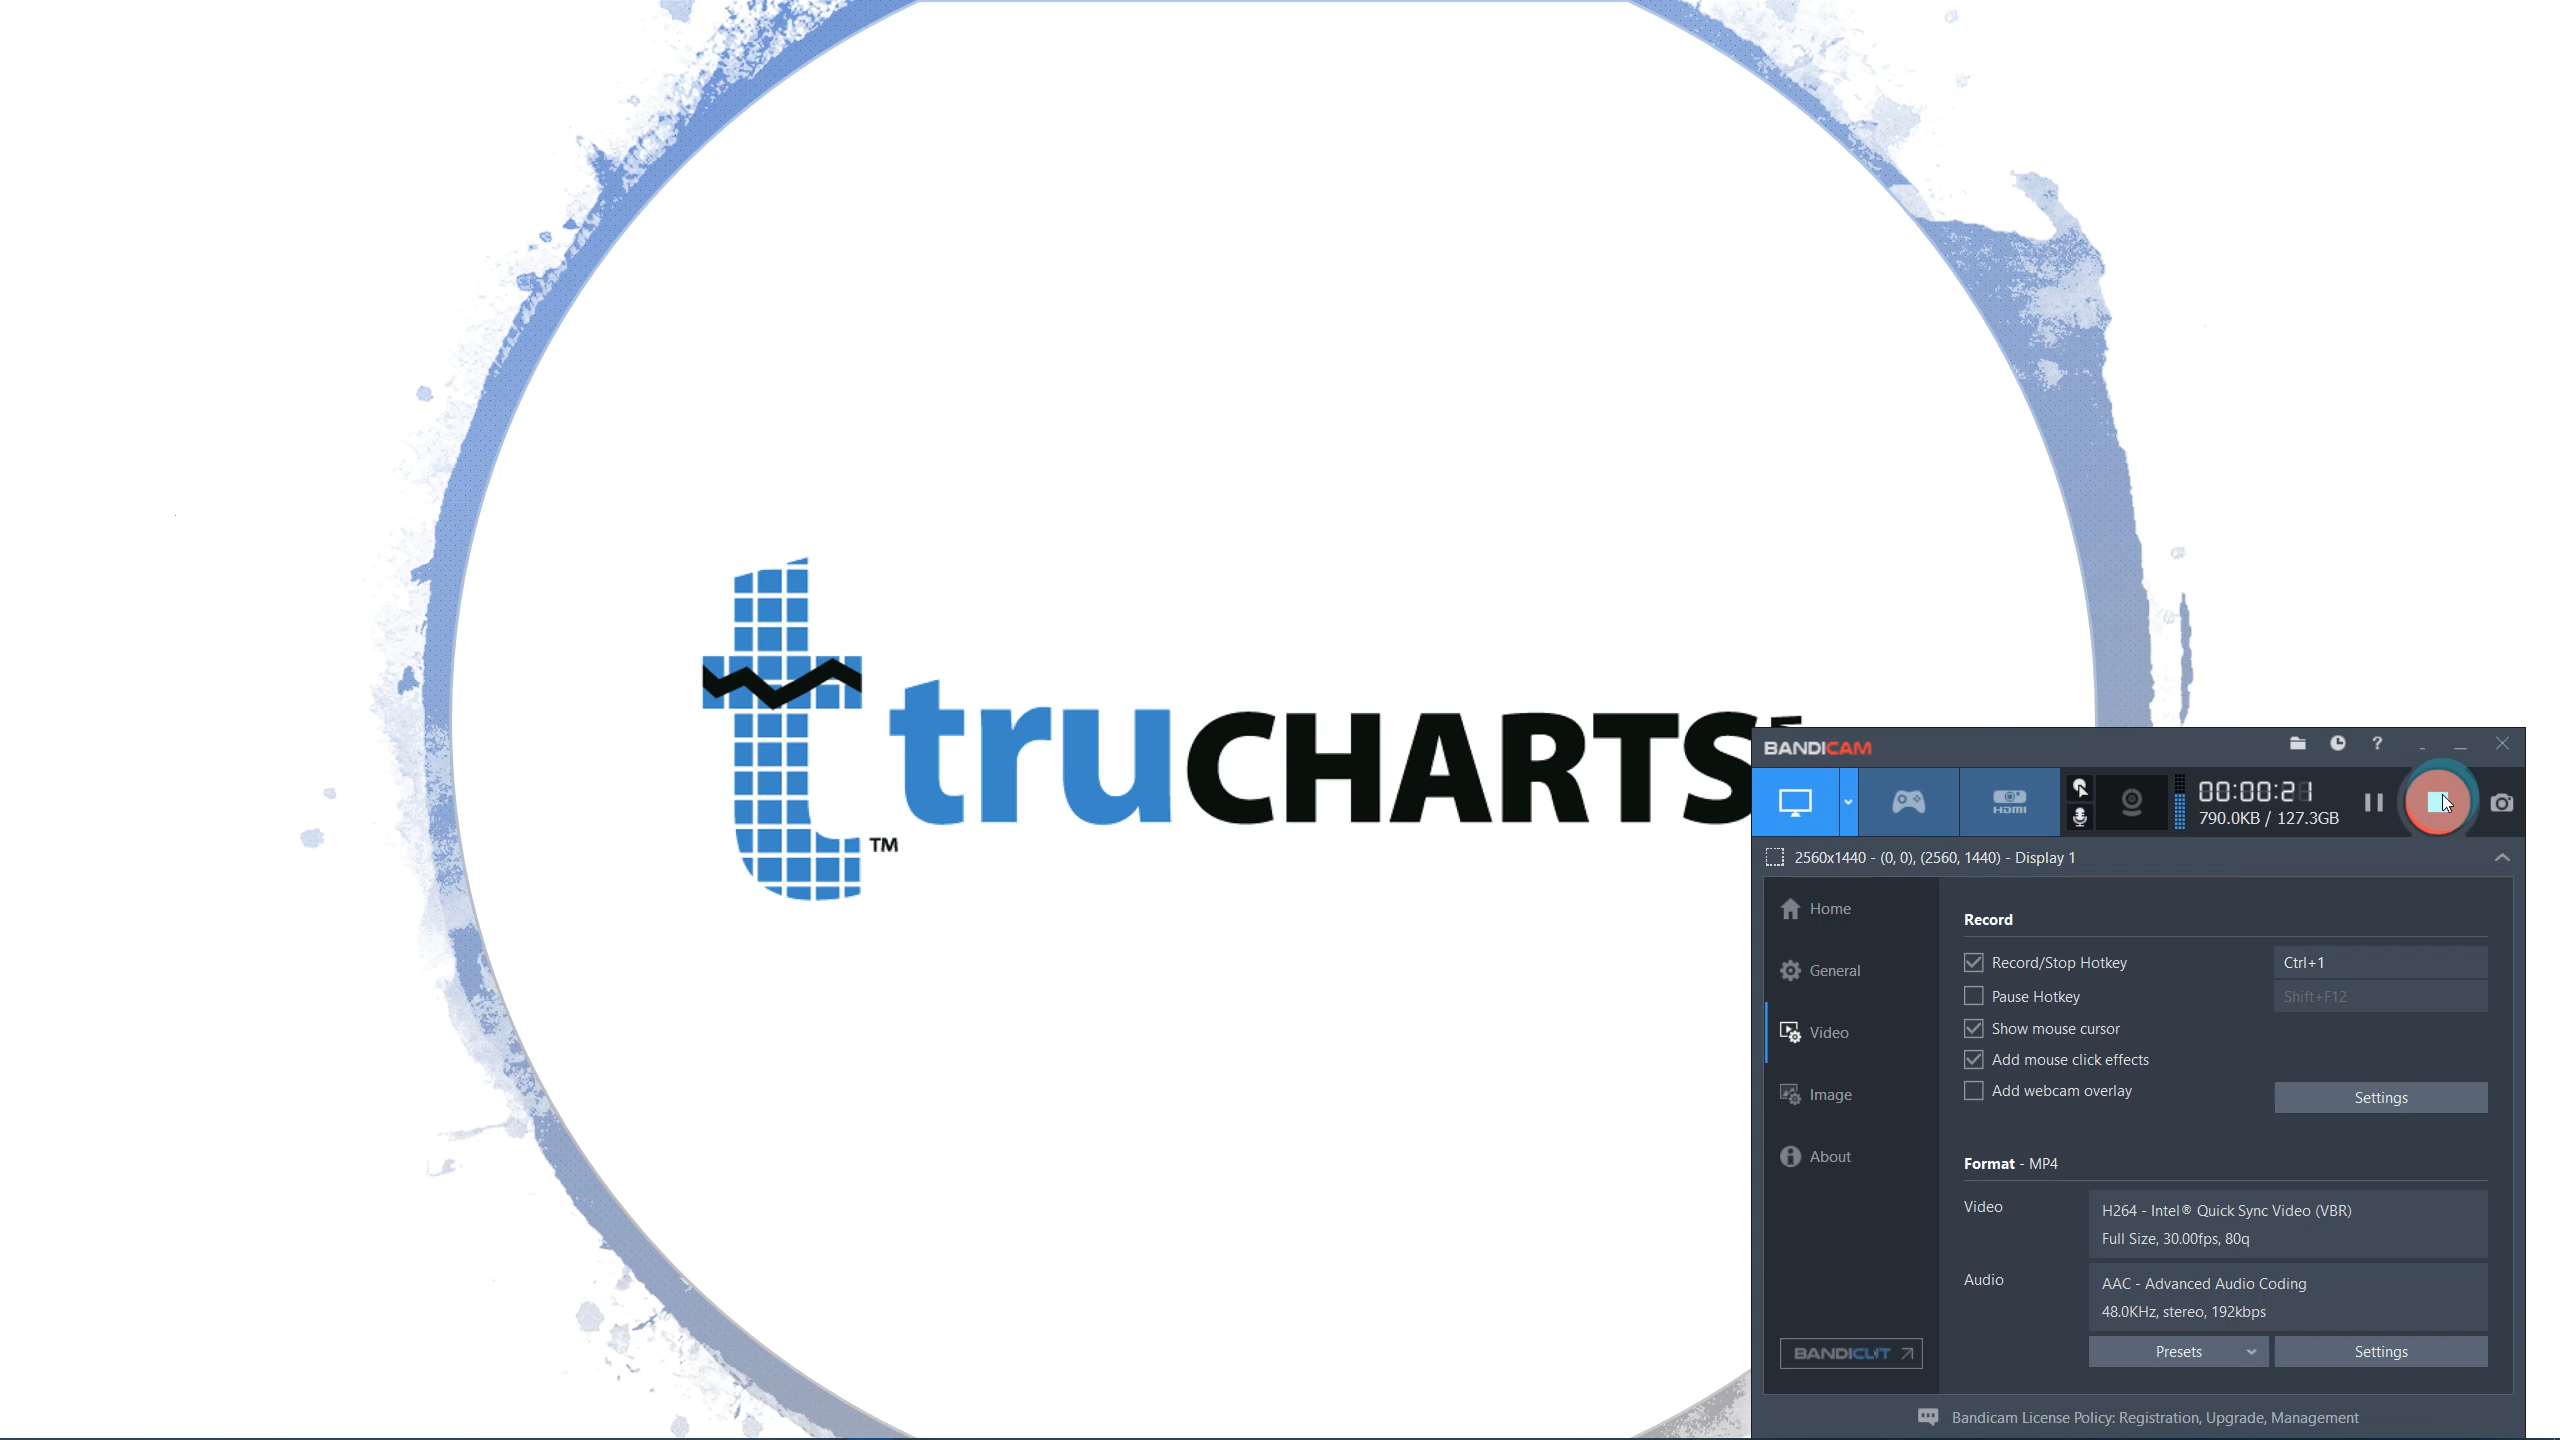 truCHARTS
TM
BANDICAM
?
HDMI
00:00:21
790.0KB / 127.3GB
2560x1440 - (0, 0), (2560, 1440) - Display 1
Home
General
Video
Image
About
BANDICUT
Record
Record/Stop Hotkey
Ctrl+1
Pause Hotkey
Shift+F12
Show mouse cursor
Add mouse click effects
Add webcam overlay
Settings
Format - MP4
Video
H264 - Intel® Quick Sync Video (VBR)
Full Size, 30.00fps, 80q
Audio
AAC - Advanced Audio Coding
48.0KHz, stereo, 192kbps
Presets
Settings
Bandicam License Policy: Registration, Upgrade, Management